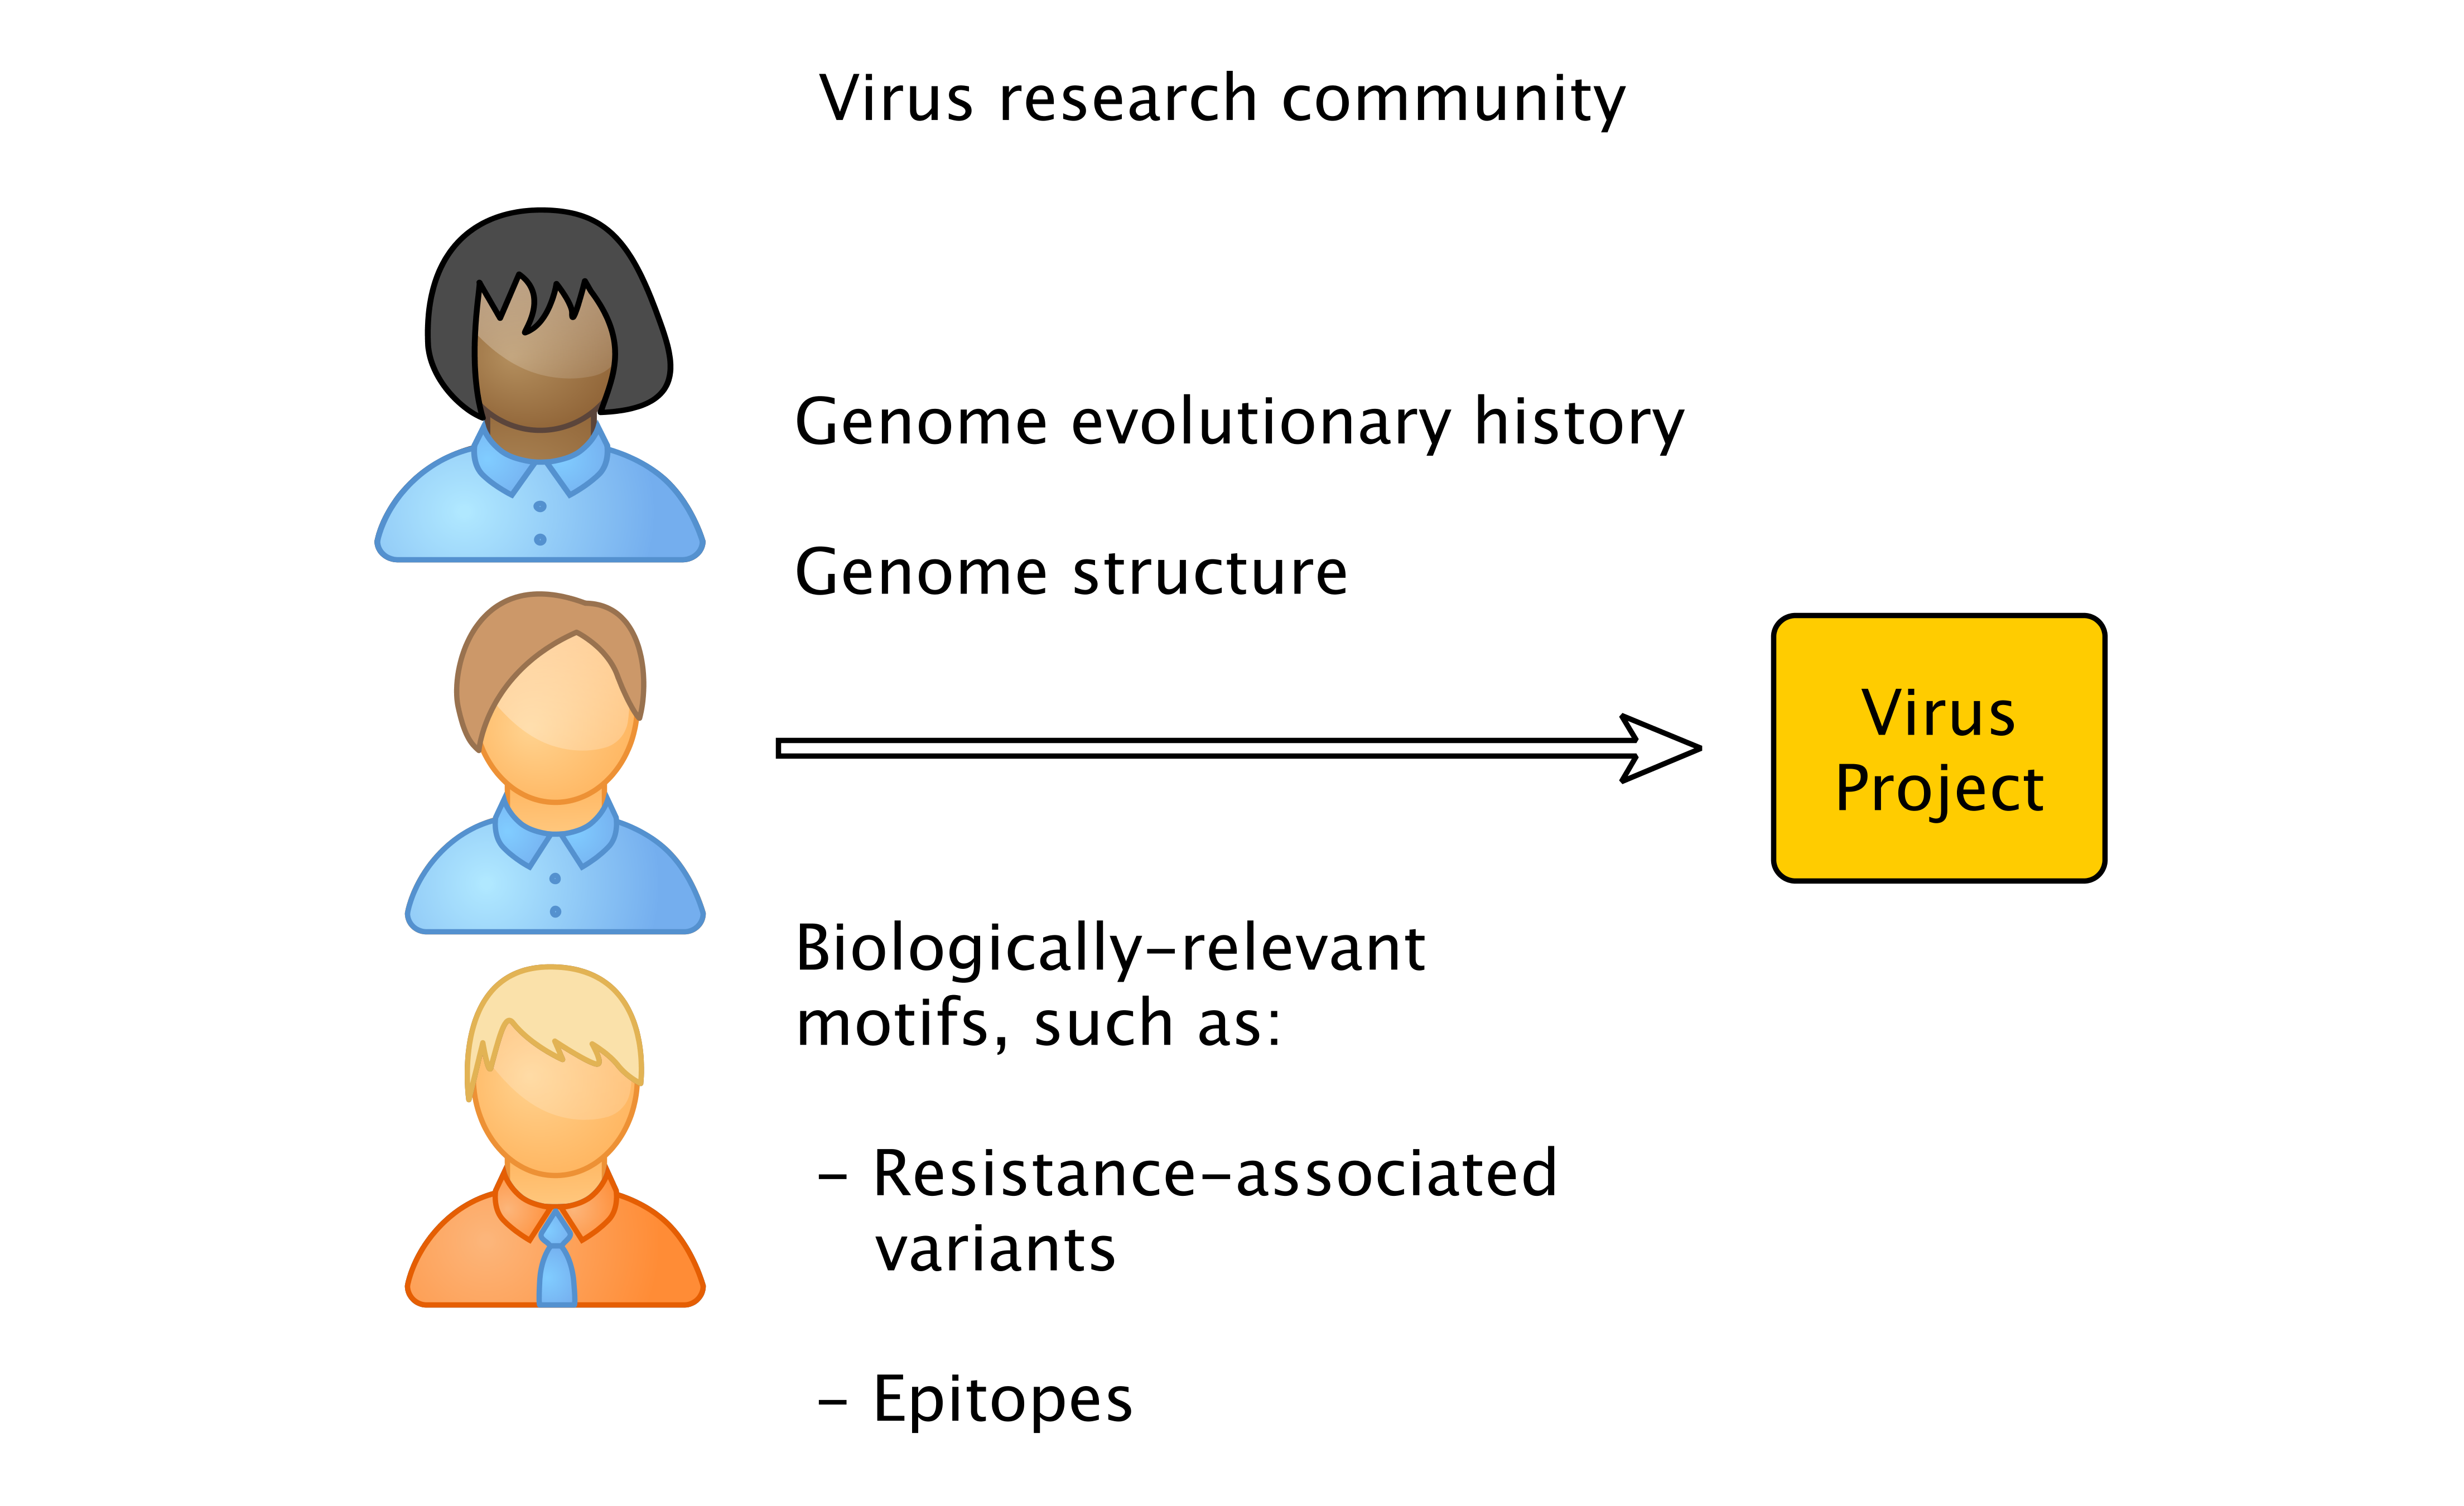 Virus research community
Genome evolutionary history
Genome structure
Virus
Project
Biologically-relevant
motifs, such as:
- Resistance-associated
variants
- Epitopes